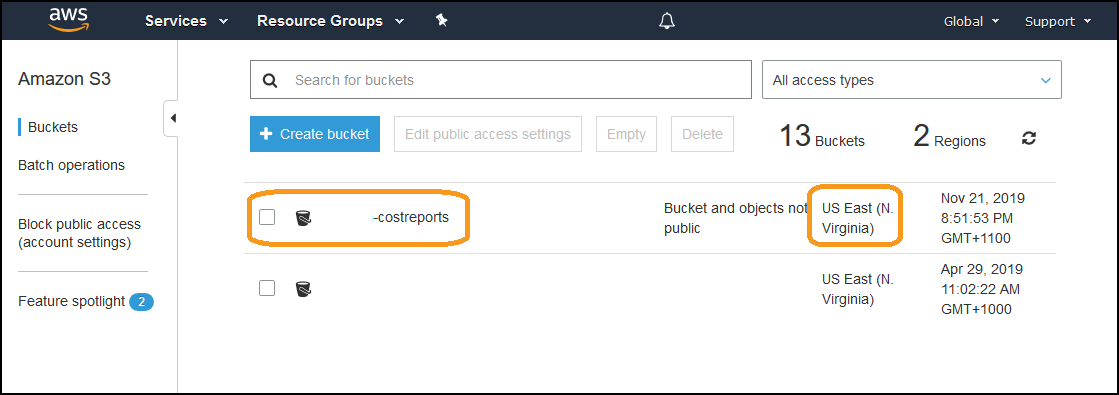 aws Services Resource Groups Global Support
Amazon S3
Search for buckets All access types
Buckets
Create bucket Edit public access settings Empty Delete 13 Buckets 2 Regions
Batch operations
Block public access
(account settings)
Feature spotlight 2
-costreports Bucket and objects not
public US East (N.
Virginia) Nov 21, 2019
8:51:53 PM
GMT+1100
US East (N.
Virginia) Apr 29, 2019
11:02:22 AM
GMT+1000